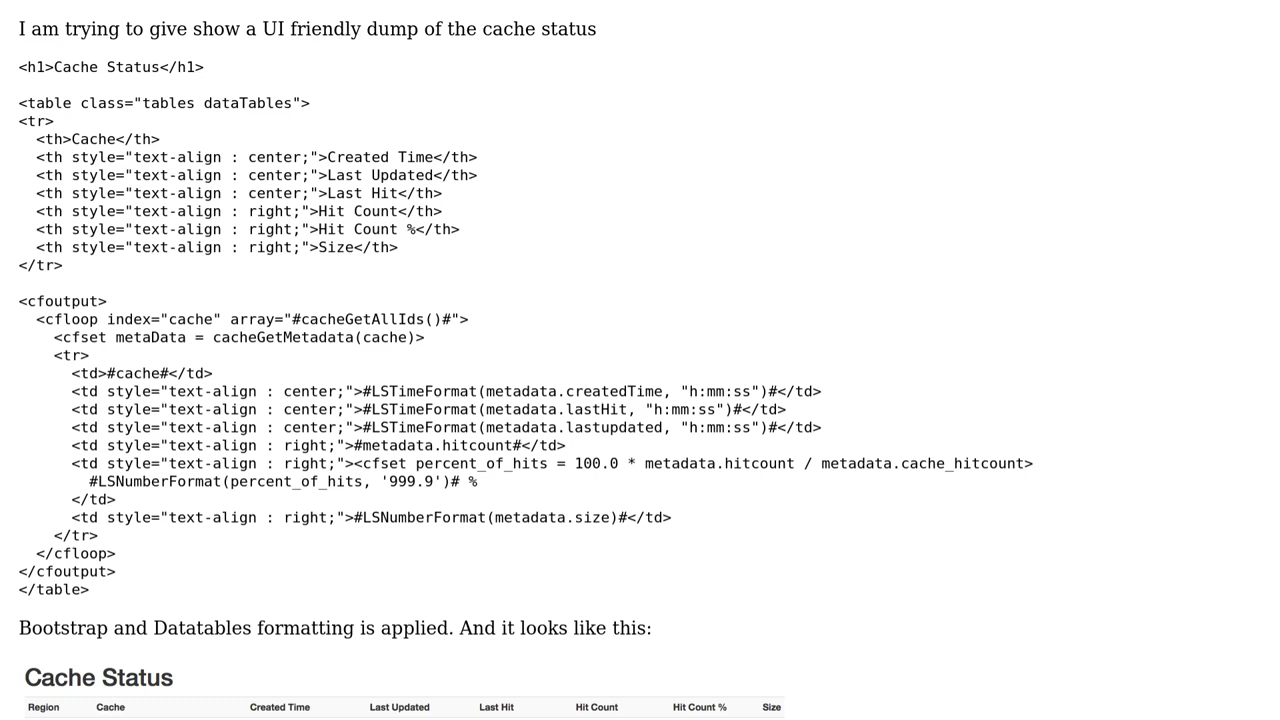 I am trying to give show a UI friendly dump of the cache status
<h1>Cache Status</h1>
<table class="tables dataTables">
<tr>
<th>Cache</th>
<th style="text-align : center;">Created Time</th>
<th style="text-align : center;">Last Updated</th>
<th style="text-align : center;">Last Hit</th>
<th style="text-align : right;">Hit Count</th>
<th style="text-align : right;">Hit Count %</th>
<th style="text-align : right;">Size</th>
</tr>
<cfoutput>
<cfloop index="cache" array="#cacheGetAllIds()#">
<cfset metaData = cacheGetMetadata(cache)>
<tr>
<td>#cache#</td>
<td style="text-align : center;">#LSTimeFormat(metadata.createdTime, "h:mm:ss")#</td>
<td style="text-align : center;">#LSTimeFormat(metadata.lastHit, "h:mm:ss")#</td>
<td style="text-align : center;">#LSTimeFormat(metadata.lastupdated, "h:mm:ss")#</td>
<td style="text-align : right;">#metadata.hitcount#</td>
<td style="text-align : right;"><cfset percent_of_hits = 100.0 * metadata.hitcount / metadata.cache_hitcount>
#LSNumberFormat(percent_of_hits, '999.9')# %
</td>
<td style="text-align : right;">#LSNumberFormat(metadata.size)#</td>
</tr>
</cfloop>
</cfoutput>
</table>
Bootstrap and Datatables formatting is applied. And it looks like this:
Cache Status
Region Cache Created Time Last Updated Last Hit Hit Count Hit Count % Size